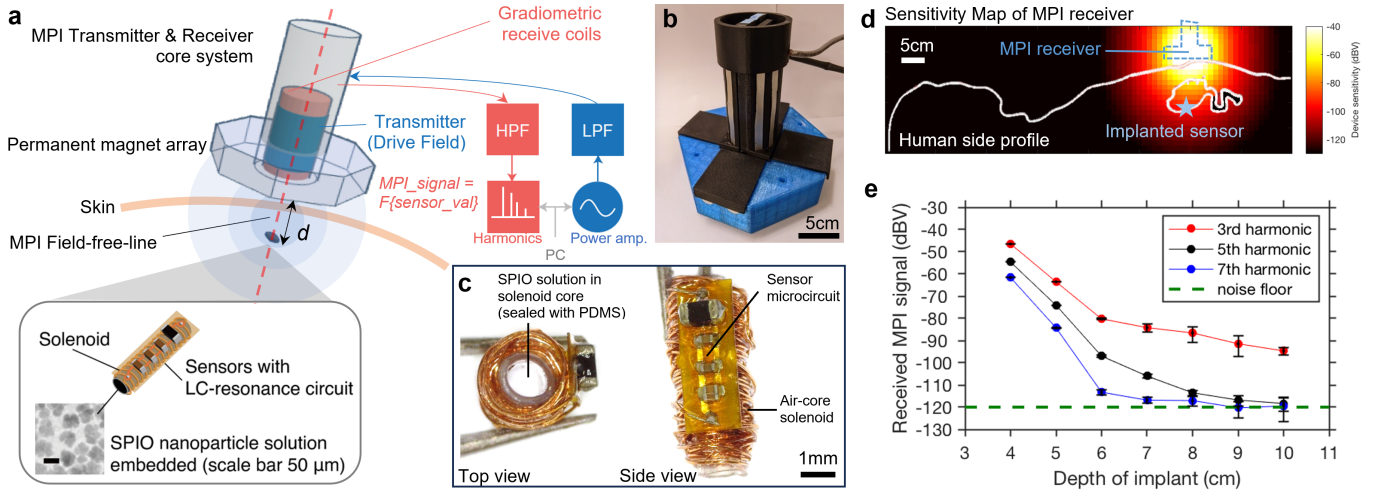 a
MPI Transmitter & Receiver
core system
Gradiometric
receive coils
Transmitter
(Drive Field)
HPF
LPF
Permanent magnet array
MPI_signal =
F{sensor_val}
Skin
MPI Field-free-line
d
Harmonics
Power amp.
PC
Solenoid
Sensors with
LC-resonance circuit
SPIO nanoparticle solution
embedded (scale bar 50 µm)
b
5cm
c
SPIO solution in
solenoid core
(sealed with PDMS)
Sensor
microcircuit
Air-core
solenoid
Top view
Side view
1mm
d
Sensitivity Map of MPI receiver
5cm
MPI receiver
Implanted sensor
Human side profile
-40
-60
-80
-100
-120
Device sensitivity (dBV)
e
-30
-40
-50
-60
-70
-80
-90
-100
-110
-120
-130
Received MPI signal (dBV)
3rd harmonic
5th harmonic
7th harmonic
noise floor
3 4 5 6 7 8 9 10 11
Depth of implant (cm)